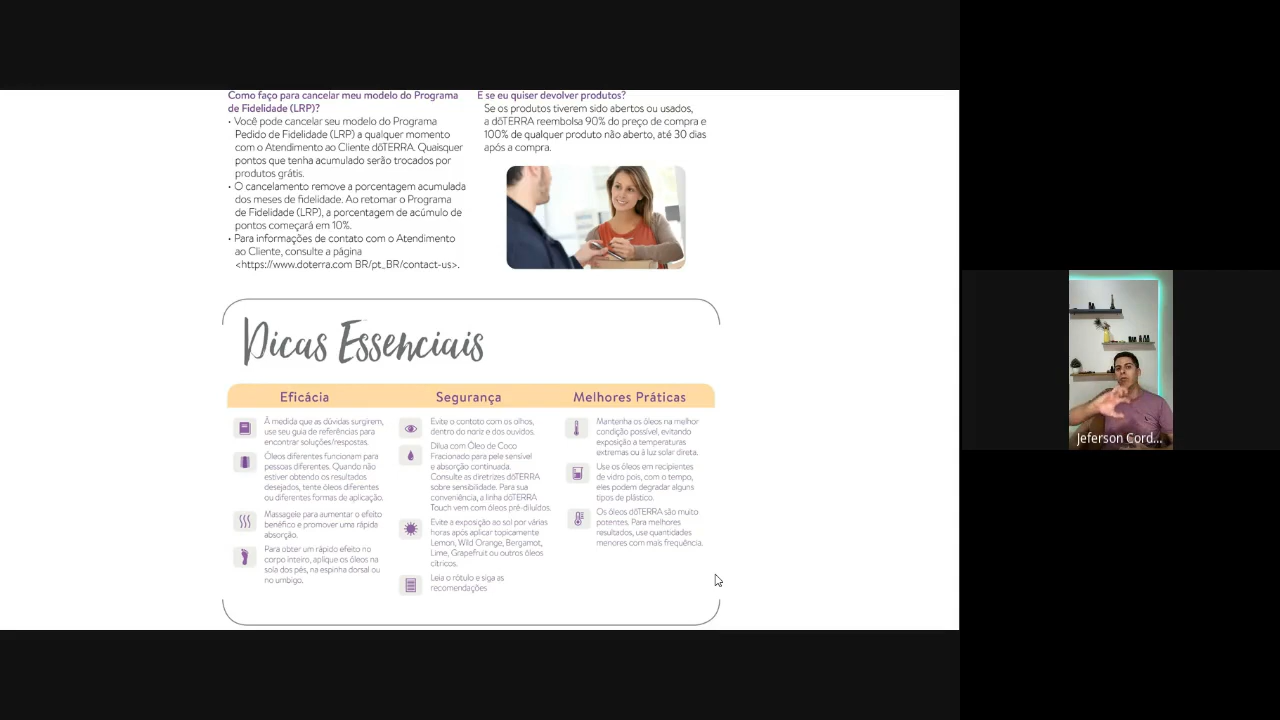 Como faço para cancelar meu modelo do Programa
de Fidelidade (LRP)?
• Você pode cancelar seu modelo do Programa
Pedido de Fidelidade (LRP) a qualquer momento
com o Atendimento ao Cliente dōTERRA. Quaisquer
pontos que tenha acumulado serão trocados por
produtos grátis.
• O cancelamento remove a porcentagem acumulada
dos meses de fidelidade. Ao retomar o Programa
de Fidelidade (LRP), a porcentagem de acúmulo de
pontos começará em 10%.
• Para informações de contato com o Atendimento
ao Cliente, consulte a página
<https://www.doterra.com BR/pt_BR/contact-us>.
E se eu quiser devolver produtos?
Se os produtos tiverem sido abertos ou usados,
a dōTERRA reembolsa 90% do preço de compra e
100% de qualquer produto não aberto, até 30 dias
após a compra.
Dicas Essenciais
Eficácia
À medida que as dúvidas surgirem,
use seu guia de referências para
encontrar soluções/respostas.
Óleos diferentes funcionam para
pessoas diferentes. Quando não
estiver obtendo os resultados
desejados, tente óleos diferentes
ou diferentes formas de aplicação.
Massageie para aumentar o efeito
benéfico e promover uma rápida
absorção.
Para obter um rápido efeito no
corpo inteiro, aplique os óleos na
sola dos pés, na espinha dorsal ou
no umbigo.
Segurança
Evite o contato com os olhos,
dentro do nariz e dos ouvidos.
Dilua com Óleo de Coco
Fracionado para pele sensível
e absorção continuada.
Consulte as diretrizes dōTERRA
sobre sensibilidade. Para sua
conveniência, a linha dōTERRA
Touch vem com óleos pré-diluídos.
Evite a exposição ao sol por várias
horas após aplicar topicamente
Lemon, Wild Orange, Bergamot,
Lime, Grapefruit ou outros óleos
cítricos.
Leia o rótulo e siga as
recomendações
Melhores Práticas
Mantenha os óleos na melhor
condição possível, evitando
exposição a temperaturas
extremas ou à luz solar direta.
Use os óleos em recipientes
de vidro pois, com o tempo,
eles podem degradar alguns
tipos de plástico.
Os óleos dōTERRA são muito
potentes. Para melhores
resultados, use quantidades
menores com mais frequência.
Jeferson Cord...